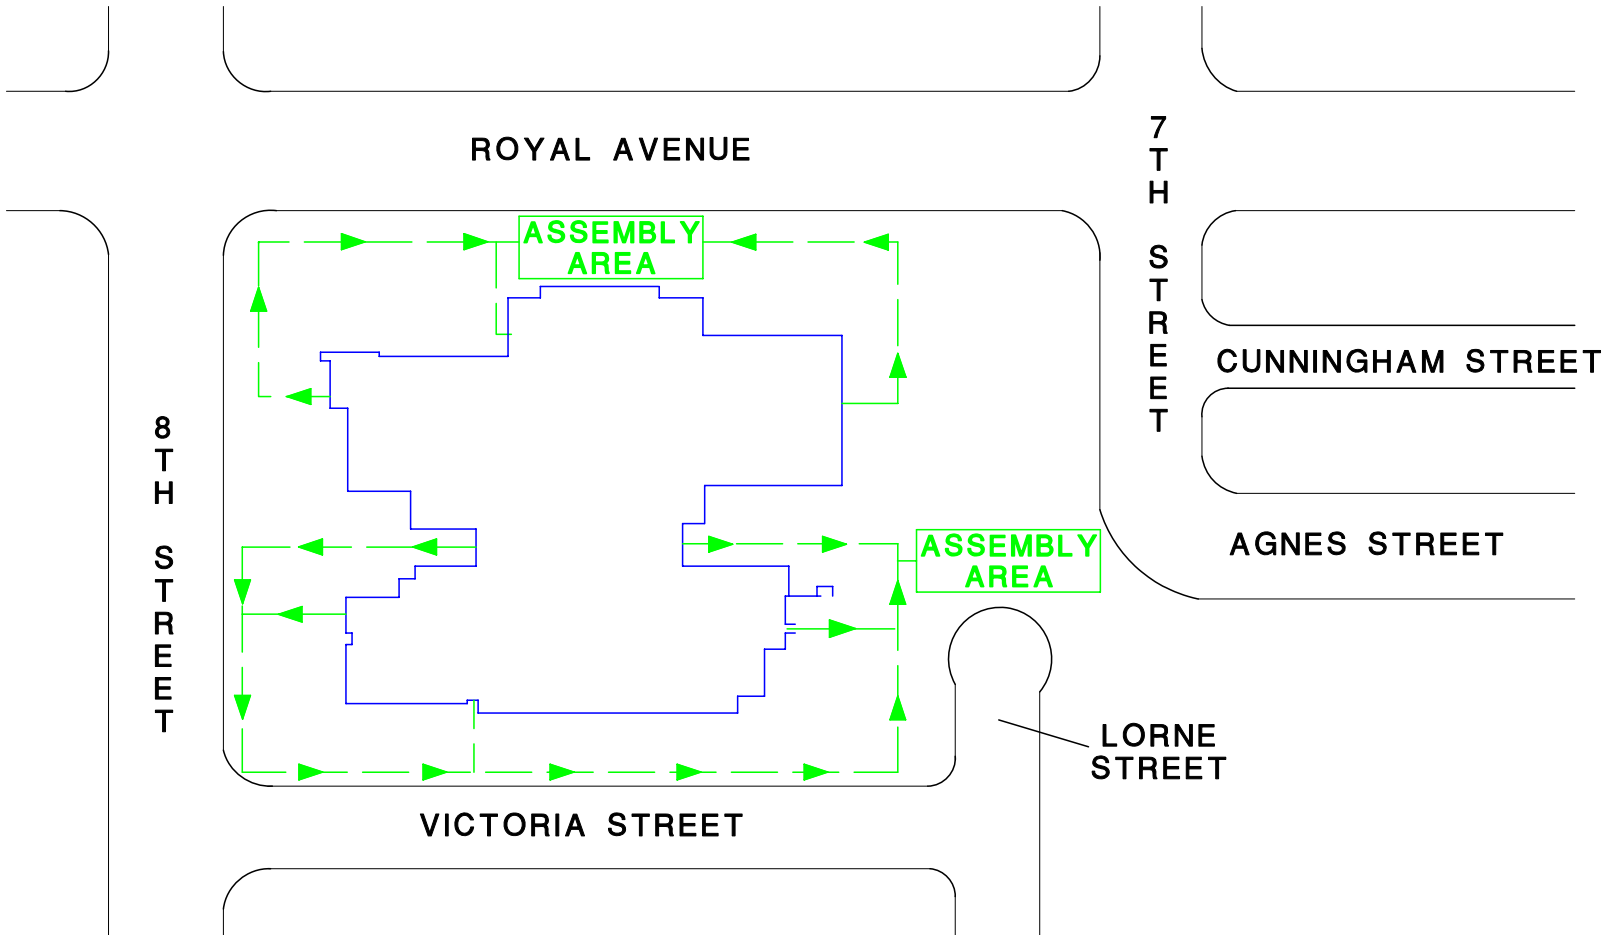 ROYAL AVENUE
7TH STREET
ASSEMBLY
AREA
CUNNINGHAM STREET
8TH STREET
ASSEMBLY
AREA
AGNES STREET
LORNE
STREET
VICTORIA STREET